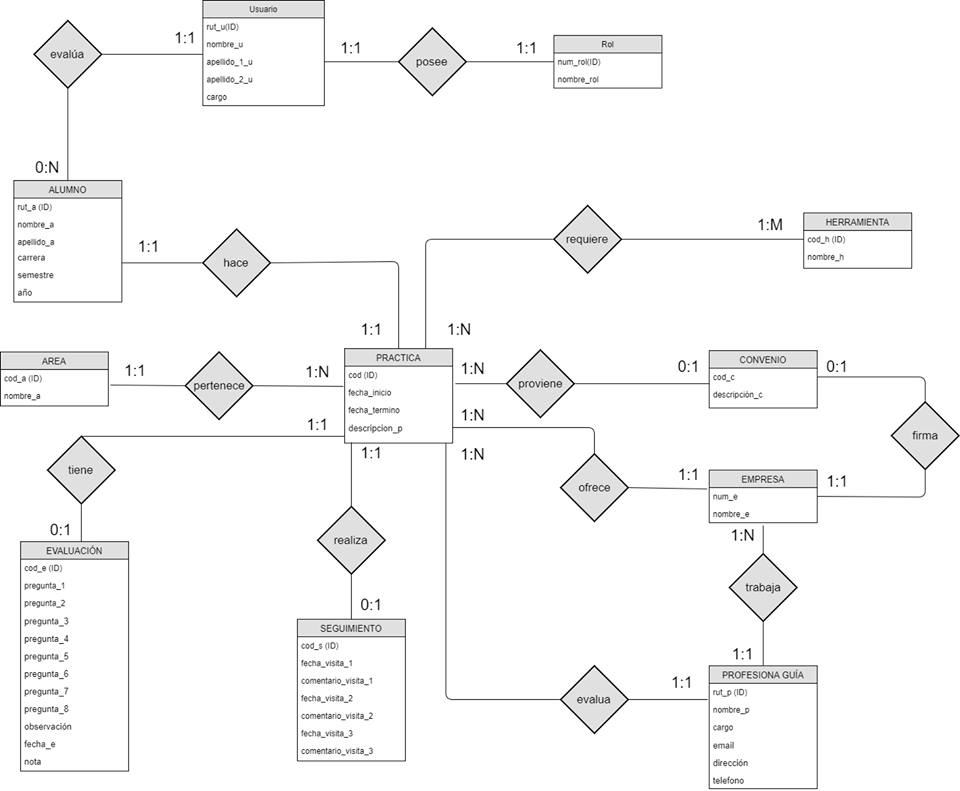 Usuario
rut_u(ID)
nombre_u
apellido_1_u
apellido_2_u
cargo
evalúa
1:1
1:1
posee
1:1
Rol
num_rol(ID)
nombre_rol
0:N
ALUMNO
rut_a (ID)
nombre_a
apellido_a
carrera
semestre
año
1:1
hace
1:1
requiere
1:M
HERRAMIENTA
cod_h (ID)
nombre_h
1:N
AREA
cod_a (ID)
nombre_a
1:1
pertenece
1:N
PRACTICA
cod (ID)
fecha_inicio
fecha_termino
descripcion_p
1:N
proviene
0:1
CONVENIO
cod_c
descripción_c
0:1
firma
1:1
1:N
ofrece
1:1
EMPRESA
num_e
nombre_e
1:1
tiene
0:1
EVALUACIÓN
cod_e (ID)
pregunta_1
pregunta_2
pregunta_3
pregunta_4
pregunta_5
pregunta_6
pregunta_7
pregunta_8
observación
fecha_e
nota
1:1
realiza
0:1
SEGUIMIENTO
cod_s (ID)
fecha_visita_1
comentario_visita_1
fecha_visita_2
comentario_visita_2
fecha_visita_3
comentario_visita_3
1:N
evalua
1:1
1:N
trabaja
1:1
PROFESIONA GUÍA
rut_p (ID)
nombre_p
cargo
email
dirección
telefono